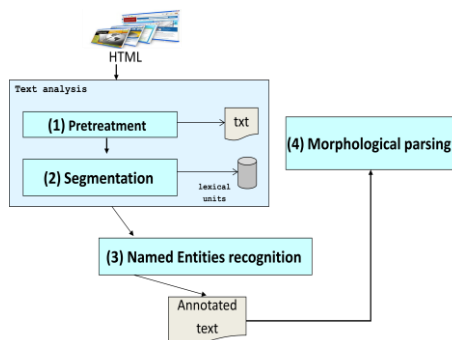 HTML
Text analysis
(1) Pretreatment
txt
(2) Segmentation
lexical
units
(3) Named Entities recognition
Annotated
text
(4) Morphological parsing